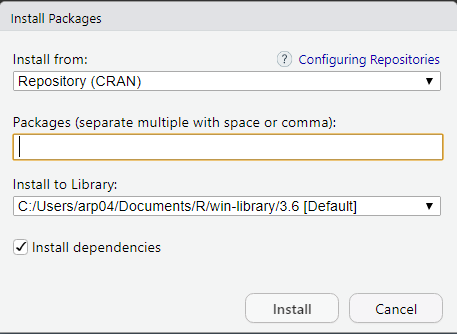 Install Packages
Install from:
? Configuring Repositories
Repository (CRAN)
Packages (separate multiple with space or comma):
Install to Library:
C:/Users/arp04/Documents/R/win-library/3.6 [Default]
Install dependencies
Install
Cancel